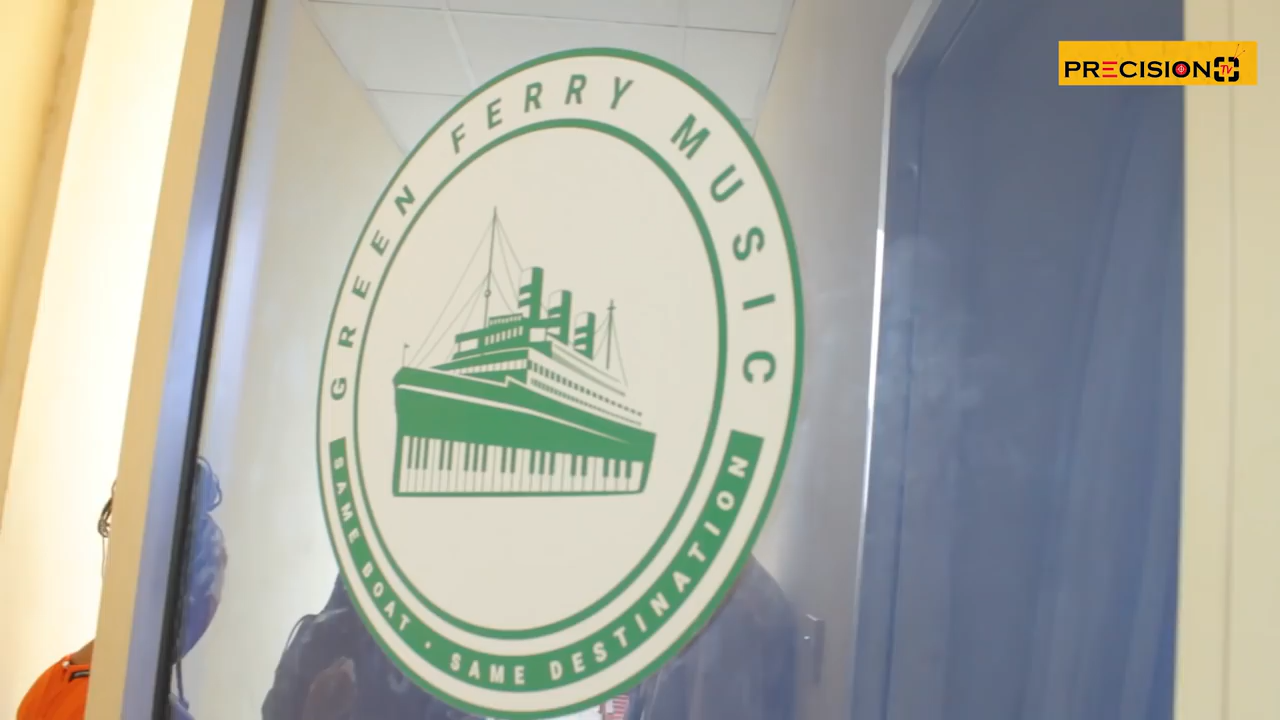 PRECISION TV
GREEN FERRY MUSIC
SAME BOAT • SAME DESTINATION